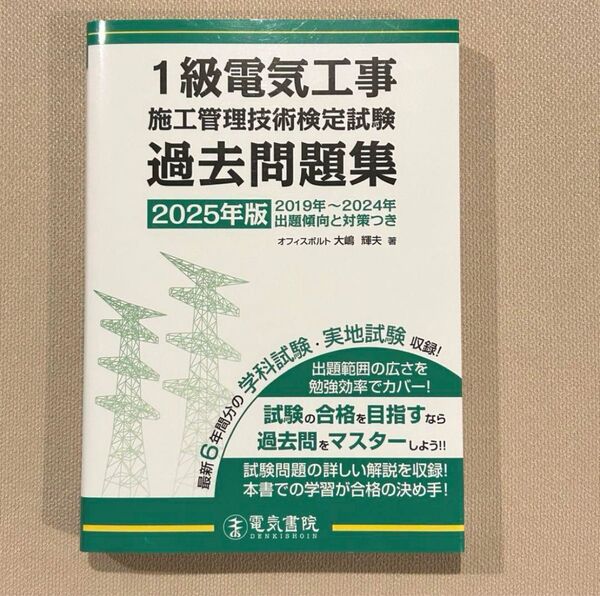 1級電気工事
施工管理技術検定試験
過去問題集
2025年版
2019年～2024年
出題傾向と対策つき
オフィスボルト 大嶋 輝夫 著
最新6年間分の学科試験・実地試験 収録!
出題範囲の広さを
勉強効率でカバー!
試験の合格を目指すなら
過去問をマスターしよう!!
試験問題の詳しい解説を収録!
本書での学習が合格の決め手!
電気書院
DENKISHOIN